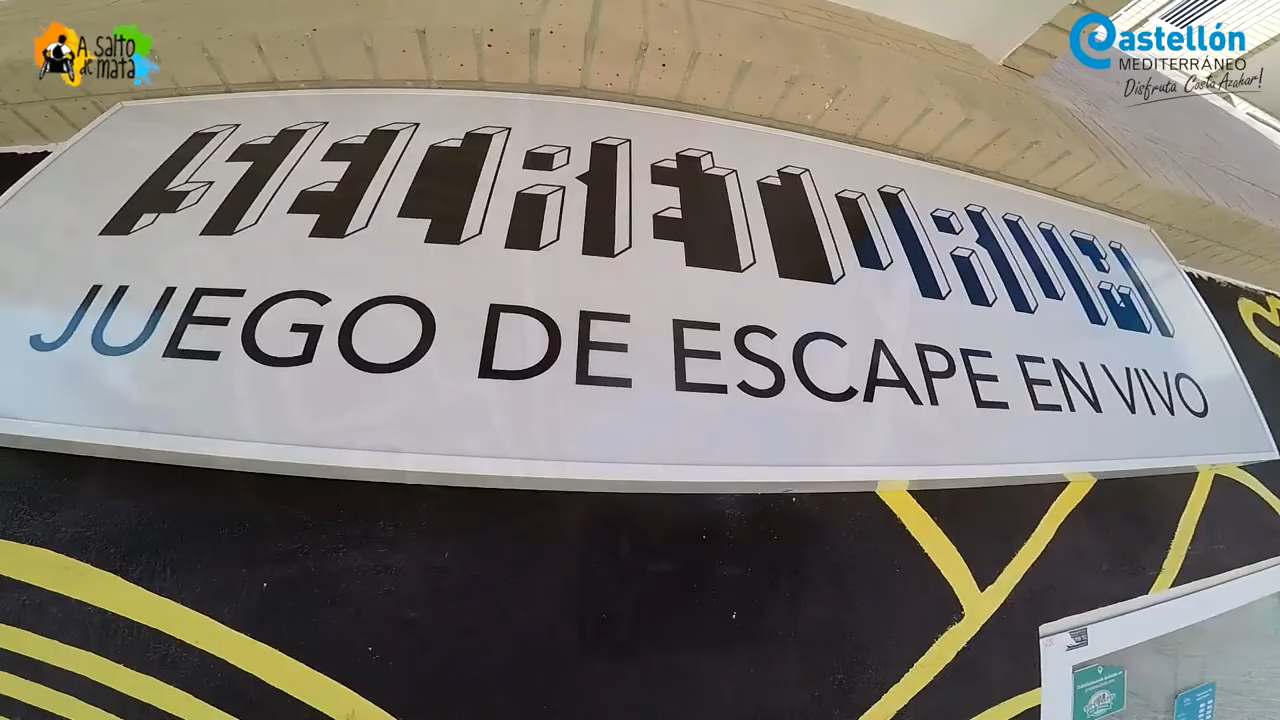 A SALTO
de MATA
Castellón
MEDITERRÁNEO
Disfruta Costa Azahar!
JUEGO DE ESCAPE EN VIVO